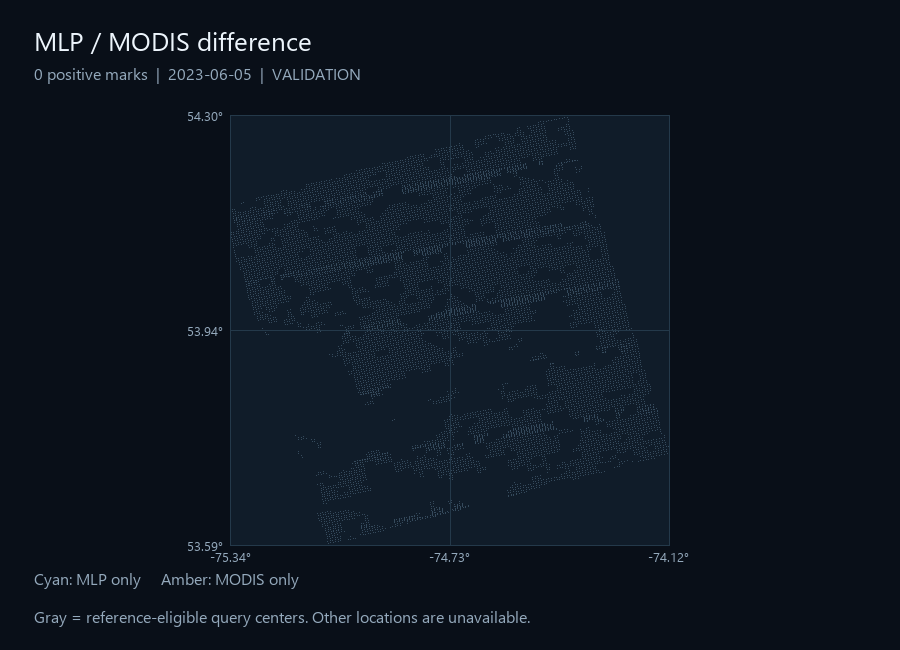 MLP / MODIS difference
0 positive marks | 2023-06-05 | VALIDATION
54.30°
53.94°
53.59°
-75.34°
-74.73°
-74.12°
Cyan: MLP only
Amber: MODIS only
Gray = reference-eligible query centers. Other locations are unavailable.